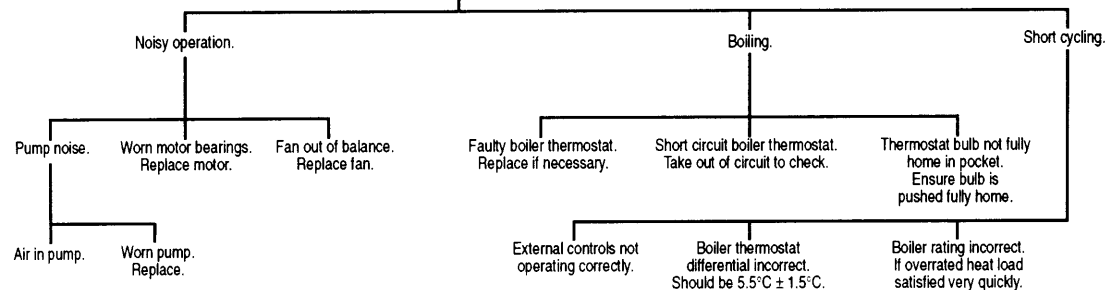 Noisy operation.
Boiling.
Short cycling.
Pump noise.
Worn motor bearings.
Replace motor.
Fan out of balance.
Replace fan.
Faulty boiler thermostat.
Replace if necessary.
Short circuit boiler thermostat.
Take out of circuit to check.
Thermostat bulb not fully
home in pocket.
Ensure bulb is
pushed fully home.
Air in pump.
Worn pump.
Replace.
External controls not
operating correctly.
Boiler thermostat
differential incorrect.
Should be 5.5°C ± 1.5°C.
Boiler rating incorrect.
If overrated heat load
satisfied very quickly.